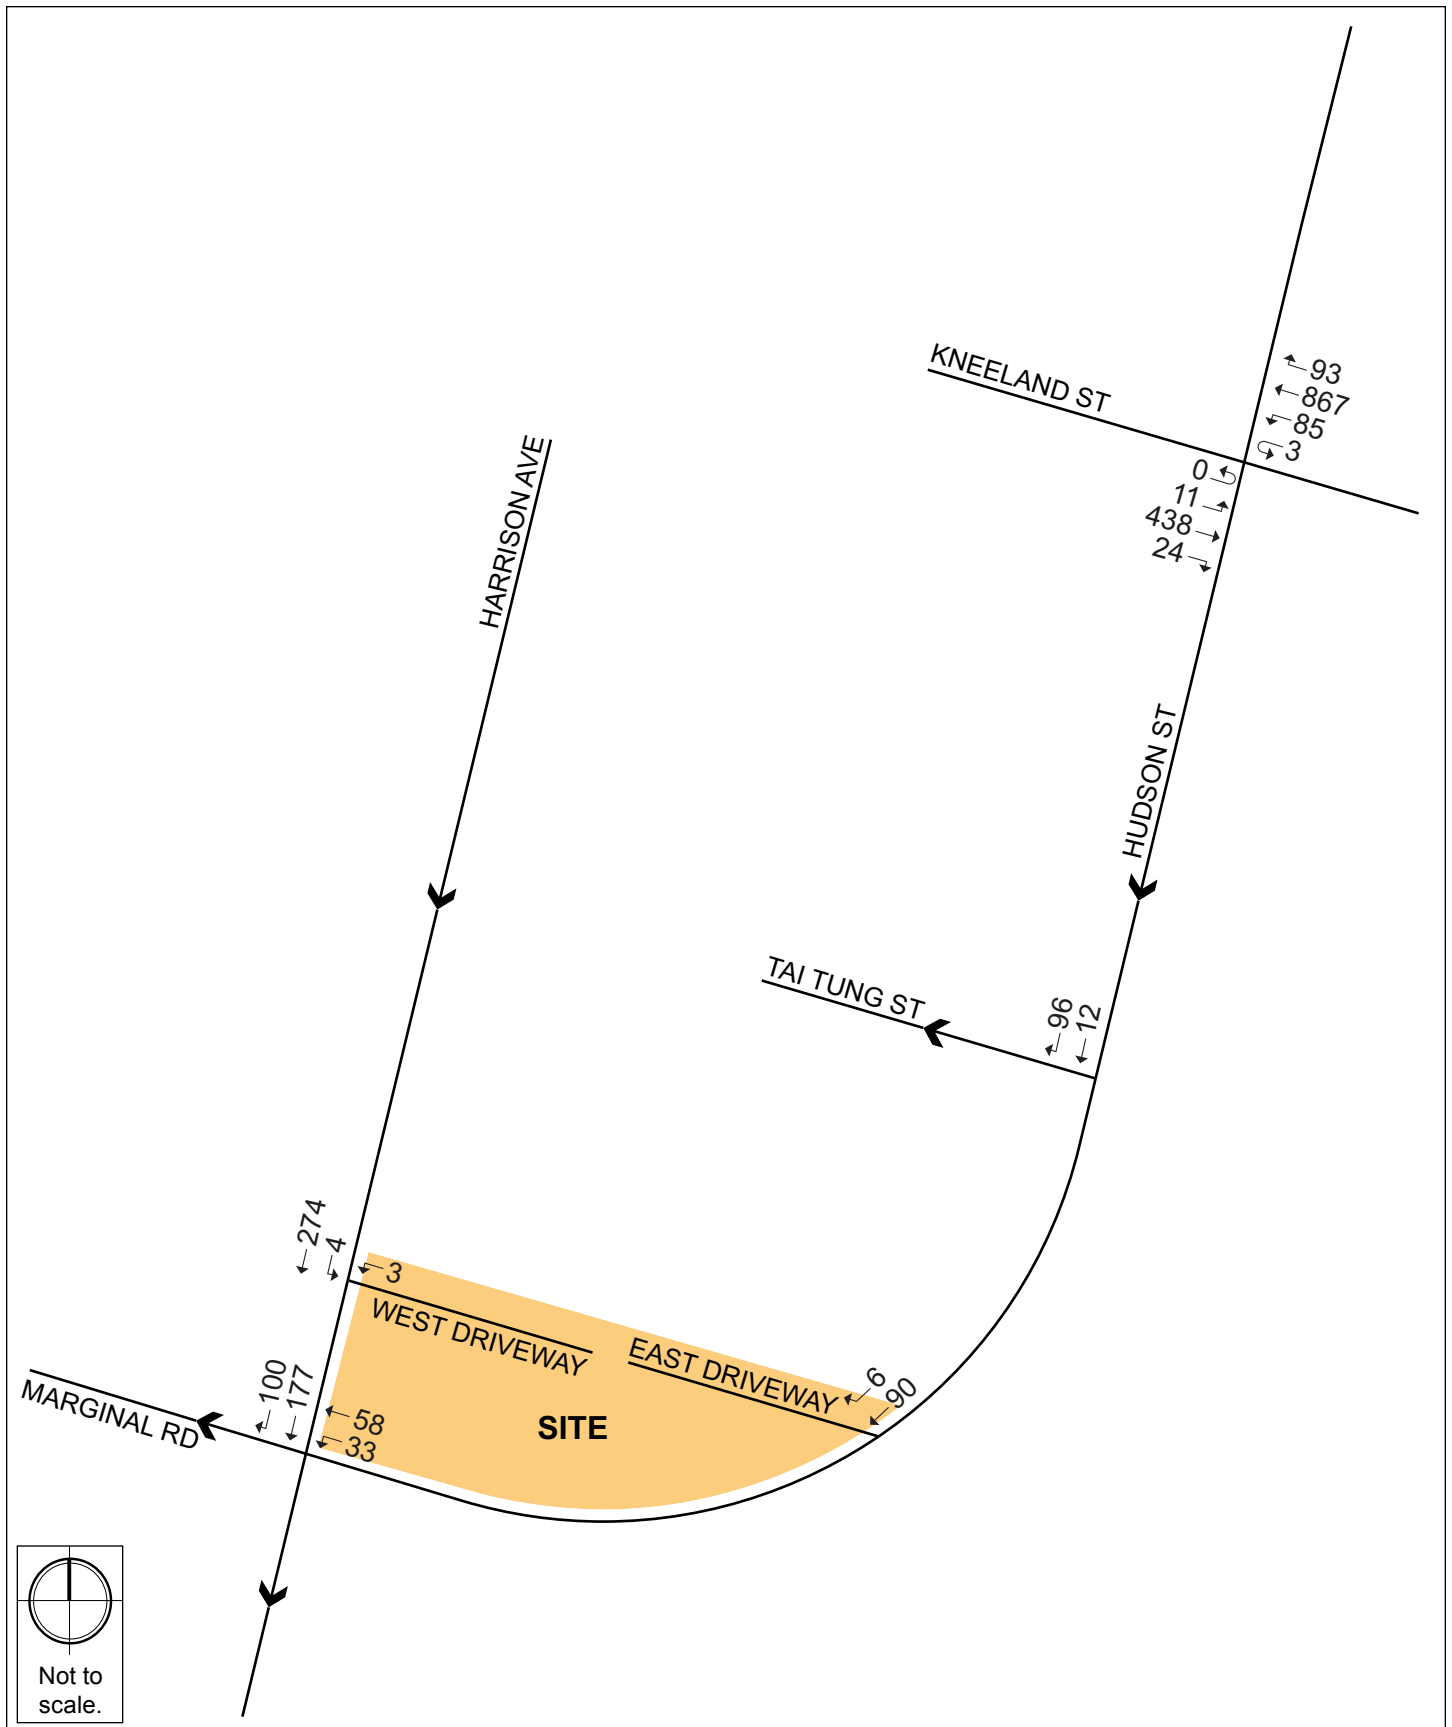 KNEELAND ST
93
867
85
3
0
11
438
24
HARRISON AVE
HUDSON ST
TAI TUNG ST
96
12
274
4
3
WEST DRIVEWAY
EAST DRIVEWAY
6
90
100
177
58
33
SITE
MARGINAL RD
Not to
scale.